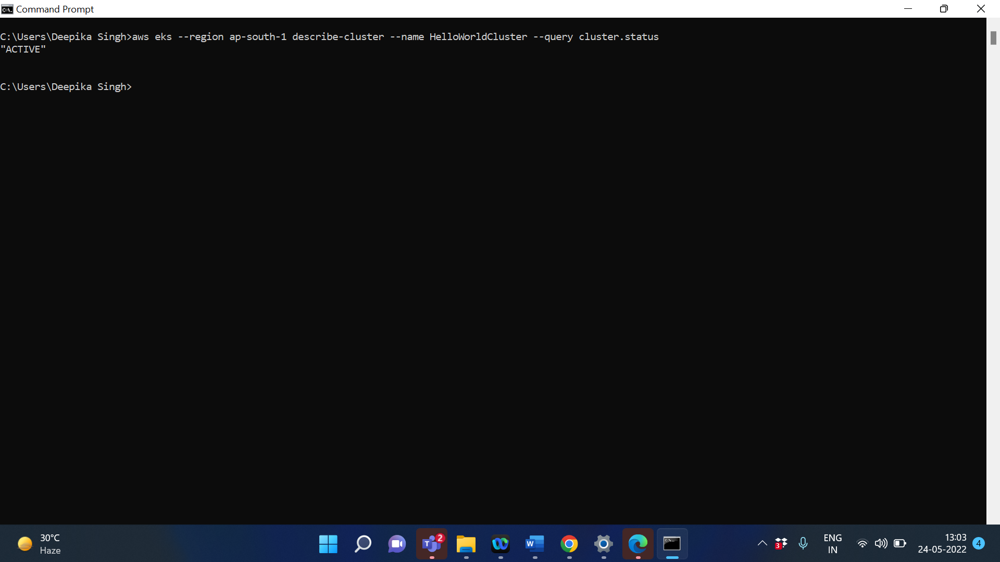 Command Prompt
C:\Users\Deepika Singh>aws eks --region ap-south-1 describe-cluster --name HelloWorldCluster --query cluster.status
"ACTIVE"
C:\Users\Deepika Singh>
30°C
Haze
2
3
ENG
IN
13:03
24-05-2022
4